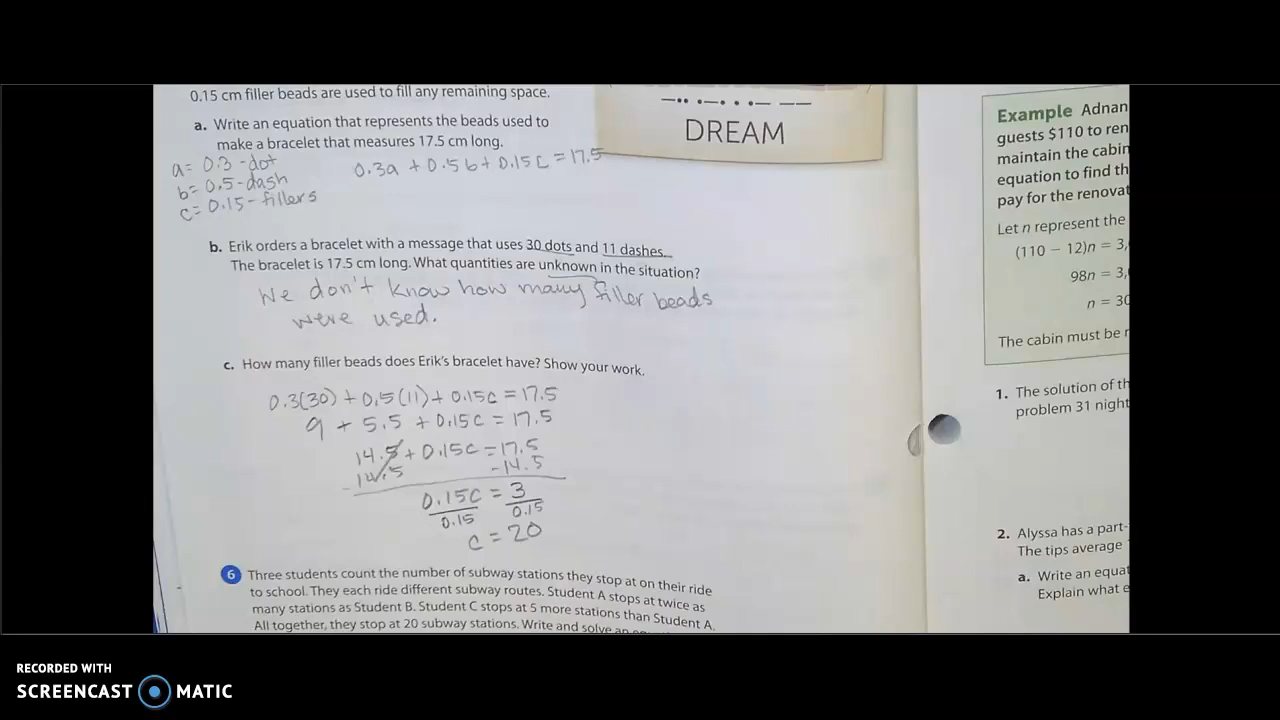 0.15 cm filler beads are used to fill any remaining space.
a. Write an equation that represents the beads used to
make a bracelet that measures 17.5 cm long.
a = 0.3 - dot
b = 0.5 - dash
c = 0.15 - fillers
0.3a + 0.5b + 0.15c = 17.5
DREAM
b. Erik orders a bracelet with a message that uses 30 dots and 11 dashes.
The bracelet is 17.5 cm long. What quantities are unknown in the situation?
We don't know how many filler beads
were used.
c. How many filler beads does Erik's bracelet have? Show your work.
0.3(30) + 0.5(11) + 0.15c = 17.5
9 + 5.5 + 0.15c = 17.5
14.5 + 0.15c = 17.5
-14.5 -14.5
0.15c = 3
0.15 0.15
c = 20
6 Three students count the number of subway stations they stop at on their ride
to school. They each ride different subway routes. Student A stops at twice as
many stations as Student B. Student C stops at 5 more stations than Student A.
All together, they stop at 20 subway stations. Write and solve an
Example Adnan
guests $110 to ren
maintain the cabin
equation to find th
pay for the renovat
Let n represent the
(110 − 12)n = 3,
98n = 3,
n = 30
The cabin must be r
1. The solution of th
problem 31 night
2. Alyssa has a part-
The tips average
a. Write an equat
Explain what e
RECORDED WITH
SCREENCAST MATIC